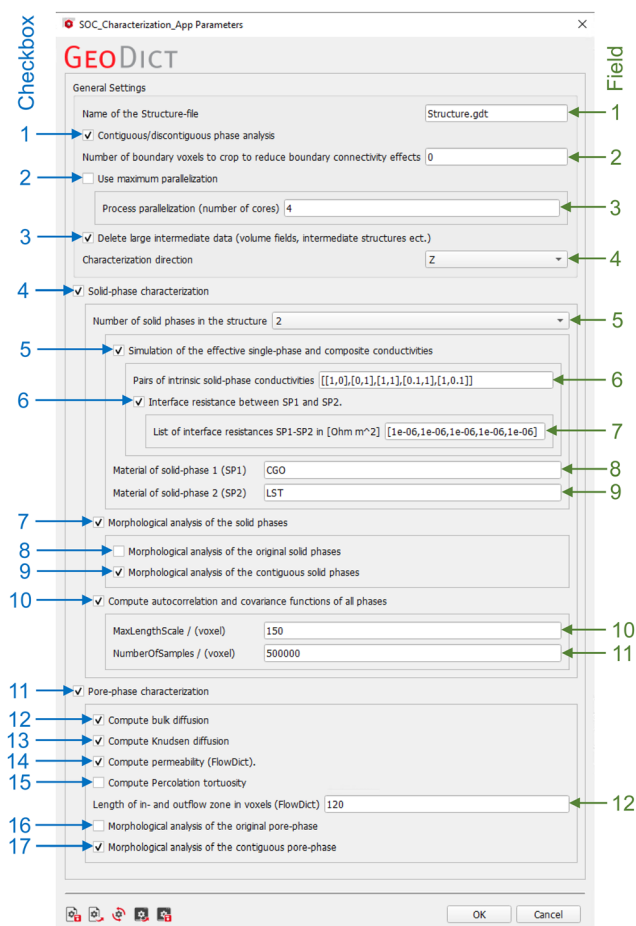 SOC_Characterization_App Parameters
GEODICT
Checkbox
Field
General Settings
Name of the Structure-file Structure.gdt 1
1 Contiguous/discontiguous phase analysis
Number of boundary voxels to crop to reduce boundary connectivity effects 0 2
2 Use maximum parallelization
Process parallelization (number of cores) 4 3
3 Delete large intermediate data (volume fields, intermediate structures ect.)
Characterization direction Z 4
4 Solid-phase characterization
Number of solid phases in the structure 2 5
5 Simulation of the effective single-phase and composite conductivities
Pairs of intrinsic solid-phase conductivities [[1,0],[0,1],[1,1],[0.1,1],[1,0.1]] 6
6 Interface resistance between SP1 and SP2.
List of interface resistances SP1-SP2 in [Ohm m^2] [1e-06,1e-06,1e-06,1e-06,1e-06] 7
Material of solid-phase 1 (SP1) CGO 8
Material of solid-phase 2 (SP2) LST 9
7 Morphological analysis of the solid phases
8 Morphological analysis of the original solid phases
9 Morphological analysis of the contiguous solid phases
10 Compute autocorrelation and covariance functions of all phases
MaxLengthScale / (voxel) 150 10
NumberOfSamples / (voxel) 500000 11
11 Pore-phase characterization
12 Compute bulk diffusion
13 Compute Knudsen diffusion
14 Compute permeability (FlowDict).
15 Compute Percolation tortuosity
Length of in- and outflow zone in voxels (FlowDict) 120 12
16 Morphological analysis of the original pore-phase
17 Morphological analysis of the contiguous pore-phase
OK Cancel